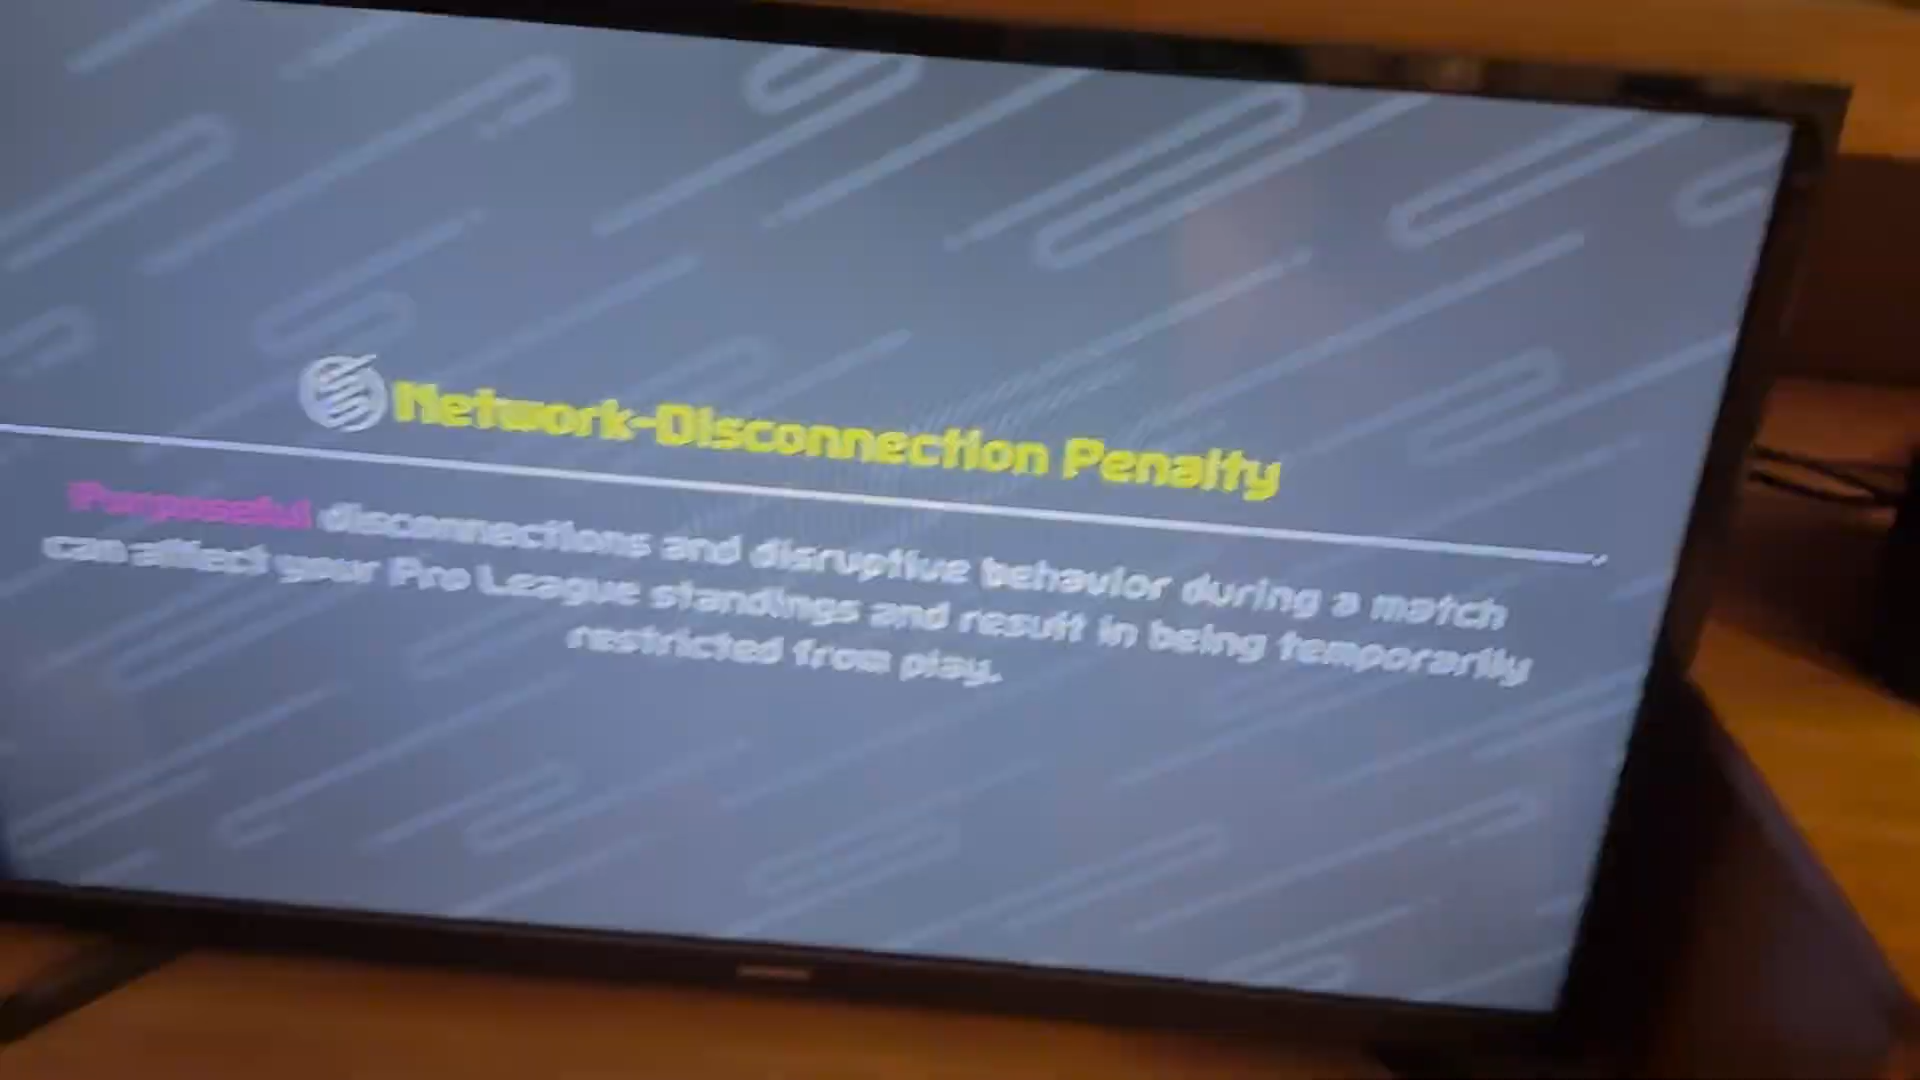 Network-Disconnection Penalty
Purposeful disconnections and disruptive behavior during a match
can affect your Pro League standings and result in being temporarily
restricted from play.